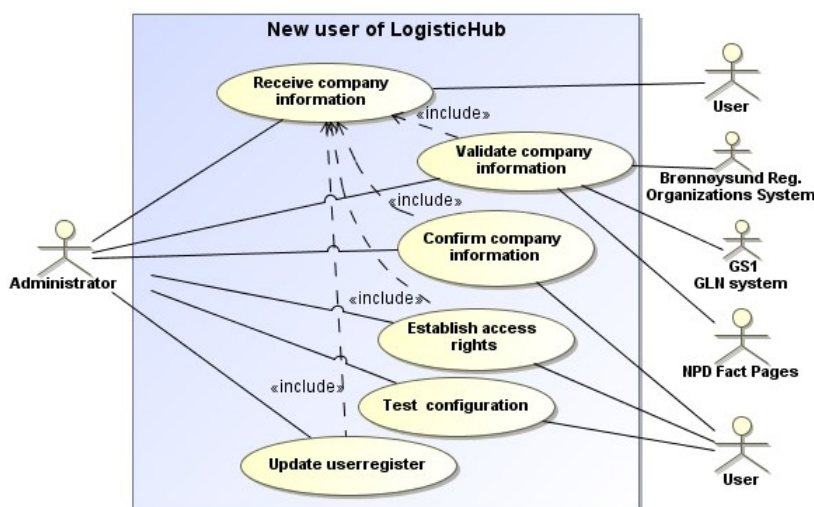 New user of LogisticHub
Receive company
information
User
«include»
Validate company
information
Brønnøysund Reg.
Organizations System
«include»
Confirm company
information
Administrator
GS1
GLN system
«include»
Establish access
rights
NPD Fact Pages
«include»
Test configuration
Update userregister
User